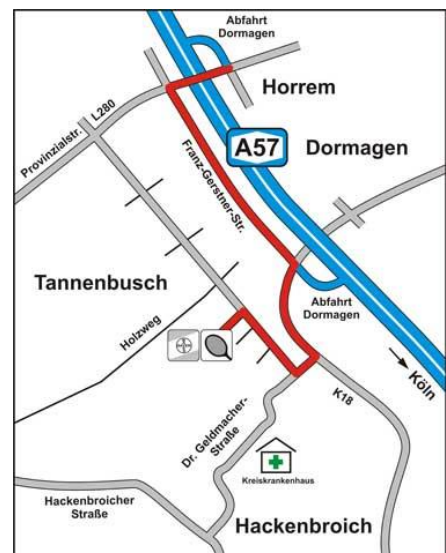 Abfahrt
Dormagen
Horrem
L280
Provinzialstr.
A57
Dormagen
Franz-Gerstner-Str.
Tannenbusch
Abfahrt
Dormagen
Holzweg
Köln
K18
Dr. Geldmacher-
Straße
Kreiskrankenhaus
Hackenbroicher
Straße
Hackenbroich